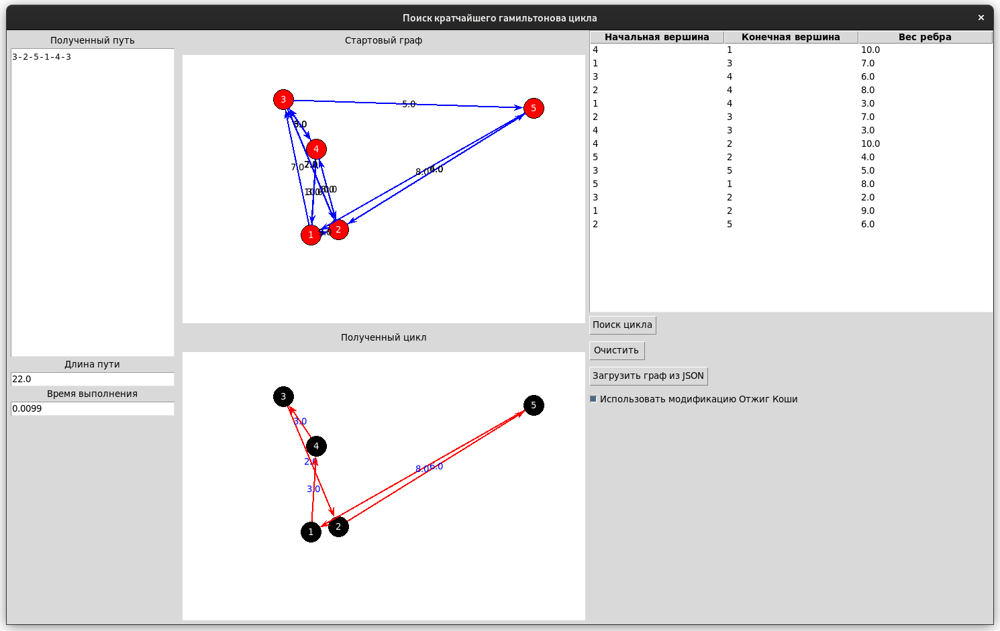 Поиск кратчайшего гамильтонова цикла
×
Полученный путь
3-2-5-1-4-3
Длина пути
22.0
Время выполнения
0.0099
Стартовый граф
3
5.0
5
4
7.0
8.0
1
2
Полученный цикл
3
5
3.0
4
2.0
8.0
6.0
3.0
1
2
Начальная вершина Конечная вершина Вес ребра
4 1 10.0
1 3 7.0
3 4 6.0
2 4 8.0
1 4 3.0
2 3 7.0
4 3 3.0
4 2 10.0
5 2 4.0
3 5 5.0
5 1 8.0
3 2 2.0
1 2 9.0
2 5 6.0
Поиск цикла
Очистить
Загрузить граф из JSON
Использовать модификацию Отжиг Коши